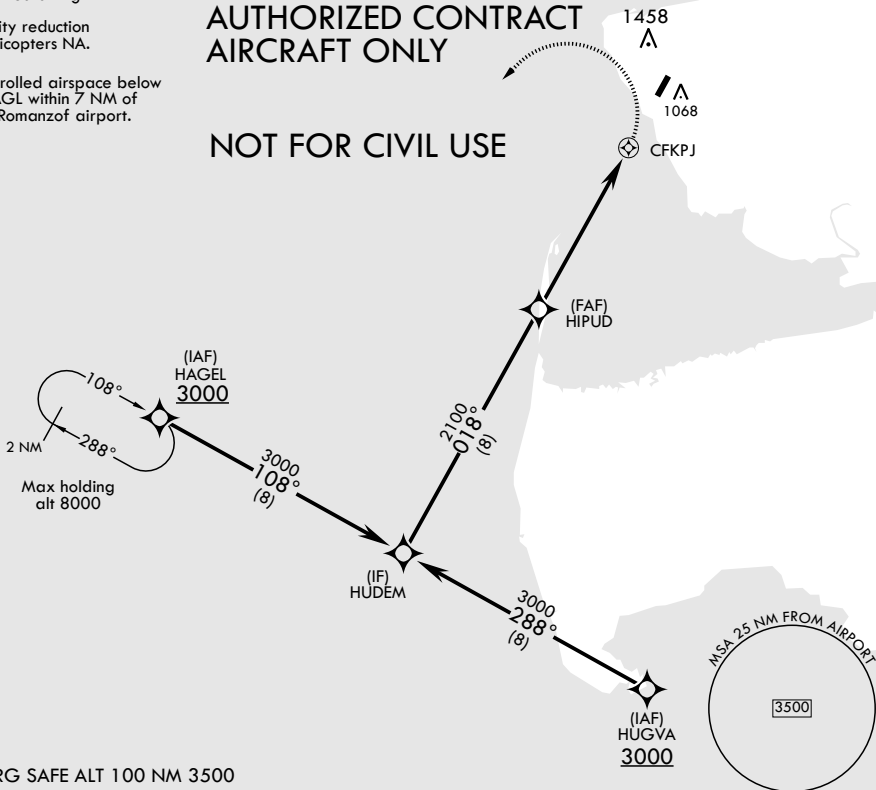 ity reduction
icopters NA.
rolled airspace below
AGL within 7 NM of
Romanzof airport.
AUTHORIZED CONTRACT
AIRCRAFT ONLY
NOT FOR CIVIL USE
1458
1068
CFKPJ
(FAF)
HIPUD
(IAF)
HAGEL
3000
108°
288°
2 NM
Max holding
alt 8000
3000
108°
(8)
2100
018°
(8)
(IF)
HUDEM
3000
288°
(8)
(IAF)
HUGVA
3000
MSA 25 NM FROM AIRPORT
3500
RG SAFE ALT 100 NM 3500